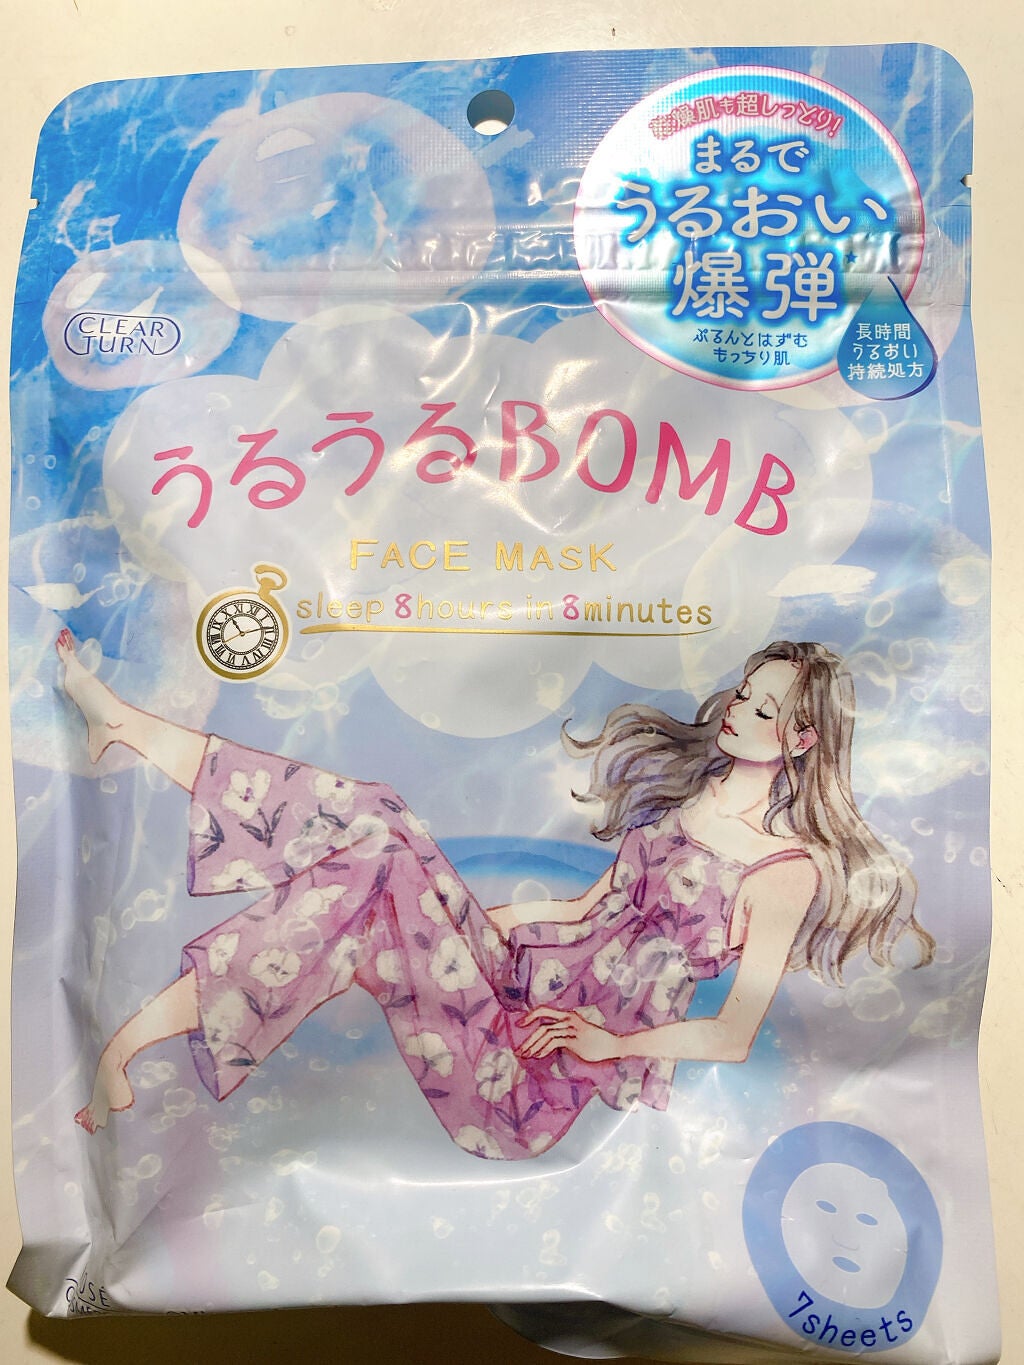 乾燥肌も超しっとり!
まるで
うるおい
爆弾
ぷるんとはずむ
もっちり肌
長時間
うるおい
持続処方
CLEAR
TURN
うるうるBOMB
FACE MASK
sleep 8hours in 8minutes
7sheets